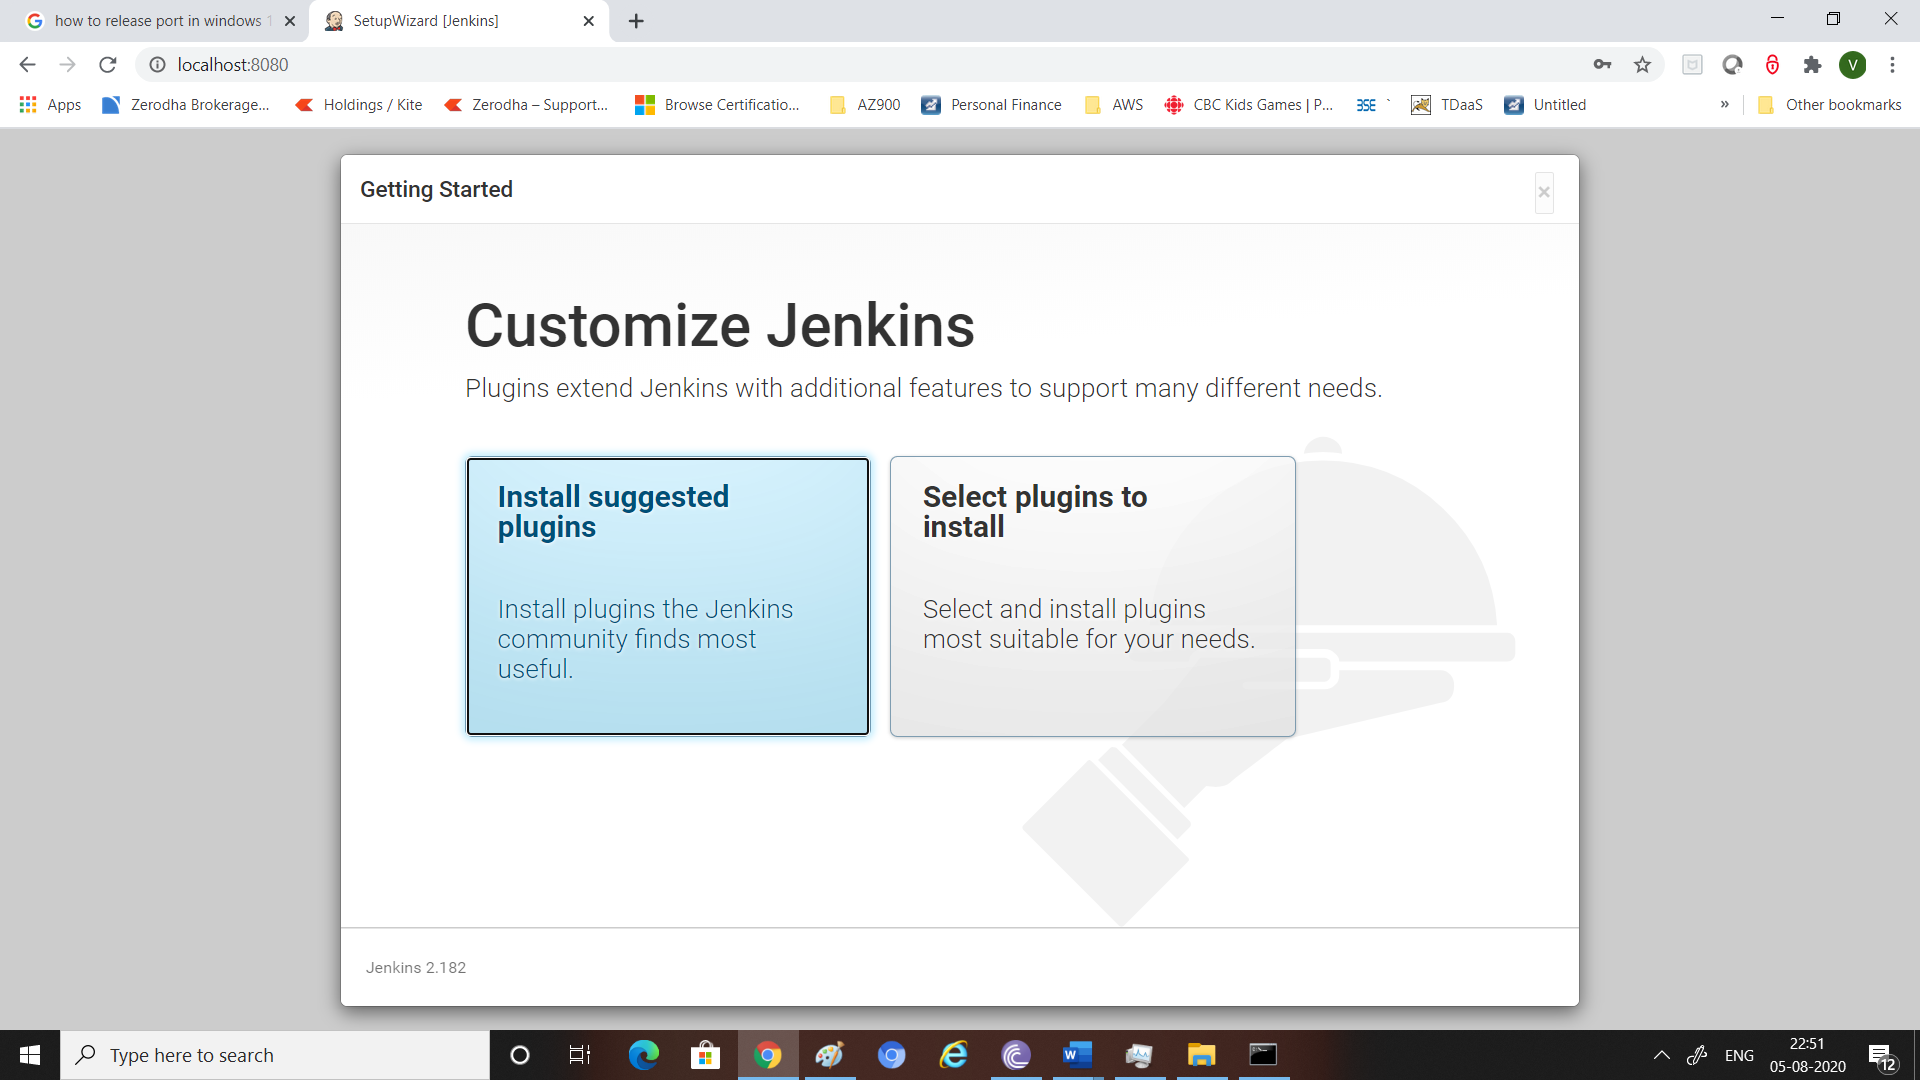 how to release port in windows 1
SetupWizard [Jenkins]
localhost:8080
V
Apps
Zerodha Brokerage...
Holdings / Kite
Zerodha – Support...
Browse Certificatio...
AZ900
Personal Finance
AWS
CBC Kids Games | P...
BSE
`
TDaaS
Untitled
»
Other bookmarks
Getting Started
×
Customize Jenkins
Plugins extend Jenkins with additional features to support many different needs.
Install suggested
plugins
Install plugins the Jenkins
community finds most
useful.
Select plugins to
install
Select and install plugins
most suitable for your needs.
Jenkins 2.182
Type here to search
ENG
22:51
05-08-2020
12